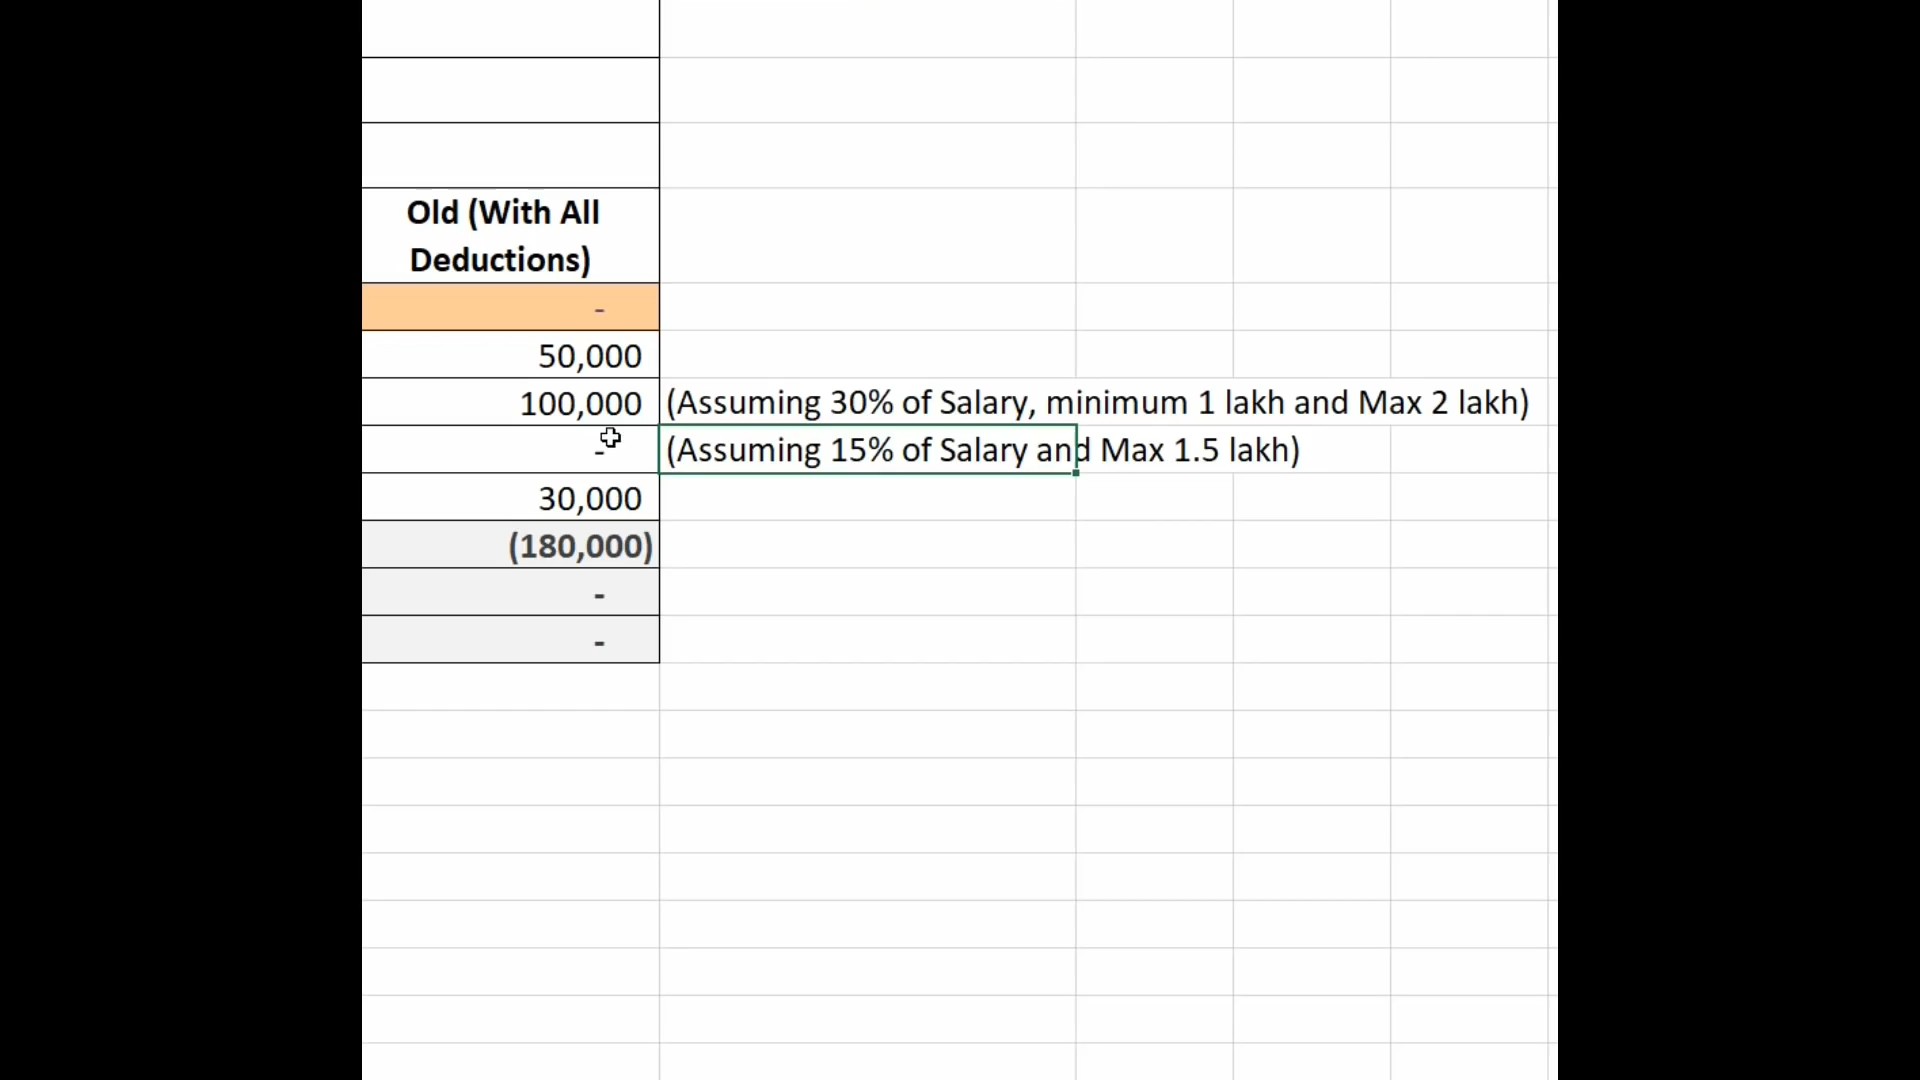 Old (With All
Deductions)
-
50,000
100,000 (Assuming 30% of Salary, minimum 1 lakh and Max 2 lakh)
- (Assuming 15% of Salary and Max 1.5 lakh)
30,000
(180,000)
-
-